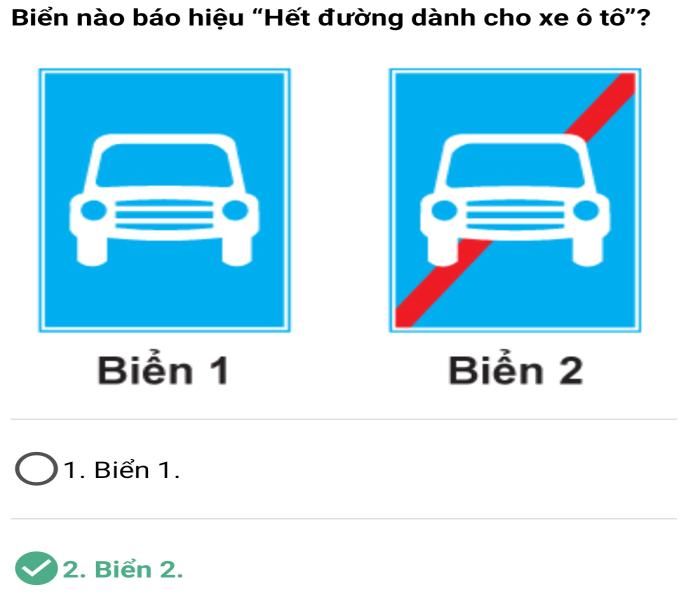 Biển nào báo hiệu “Hết đường dành cho xe ô tô”?
Biển 1 Biển 2
1. Biển 1.
2. Biển 2.